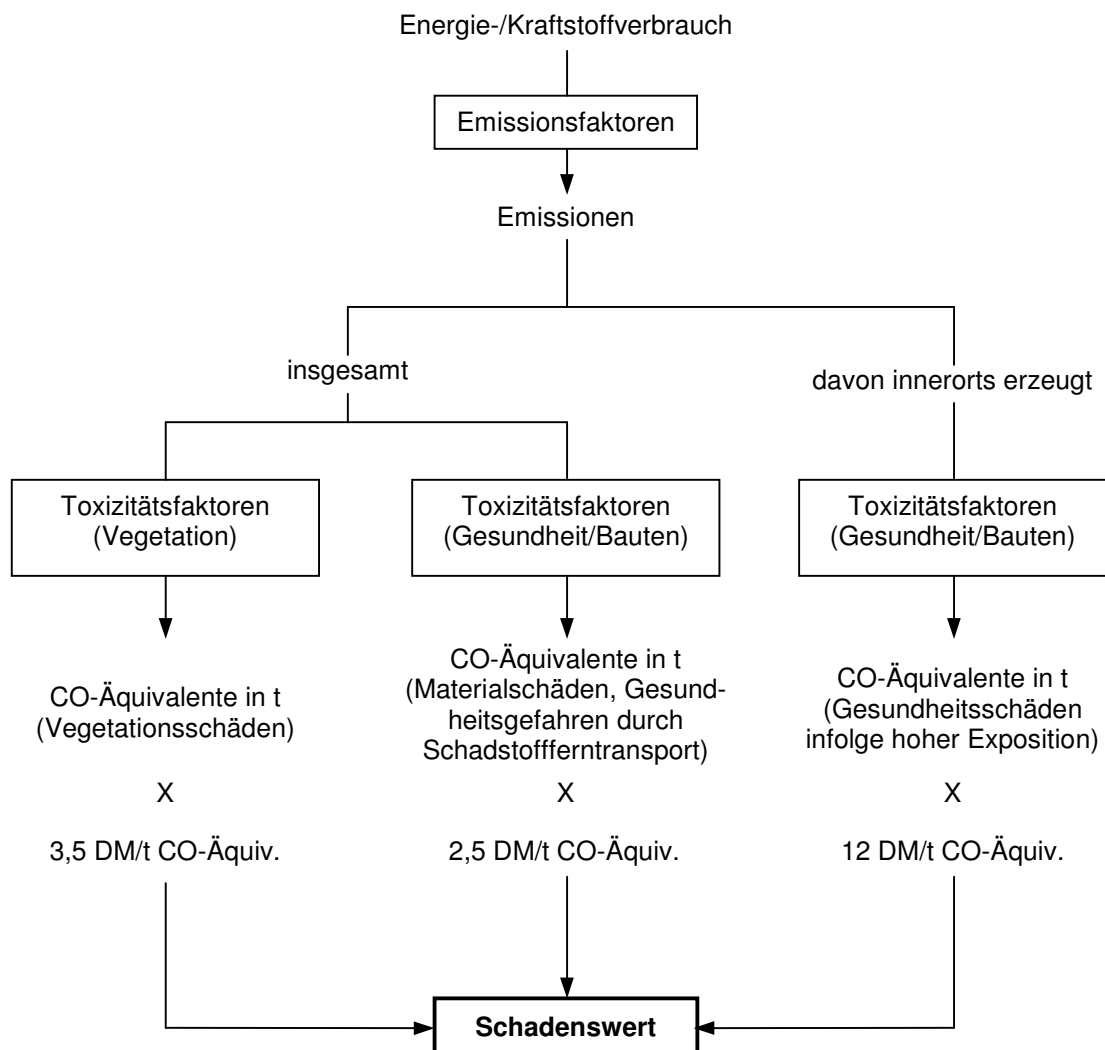 Energie-/Kraftstoffverbrauch
Emissionsfaktoren
Emissionen
insgesamt
davon innerorts erzeugt
Toxizitätsfaktoren
(Vegetation)
Toxizitätsfaktoren
(Gesundheit/Bauten)
Toxizitätsfaktoren
(Gesundheit/Bauten)
CO-Äquivalente in t
(Vegetationsschäden)
CO-Äquivalente in t
(Materialschäden, Gesund-
heitsgefahren durch
Schadstoffferntransport)
CO-Äquivalente in t
(Gesundheitsschäden
infolge hoher Exposition)
X
X
X
3,5 DM/t CO-Äquiv.
2,5 DM/t CO-Äquiv.
12 DM/t CO-Äquiv.
Schadenswert